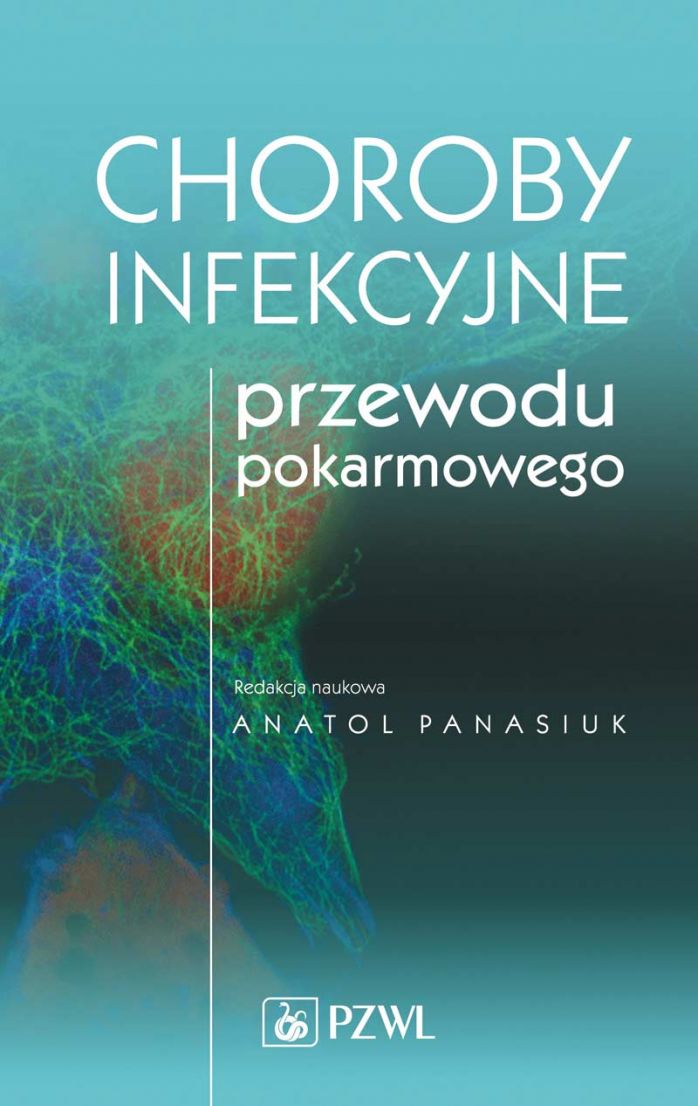 CHOROBY
INFEKCYJNE
przewodu
pokarmowego
Redakcja naukowa
ANATOL PANASIUK
PZWL